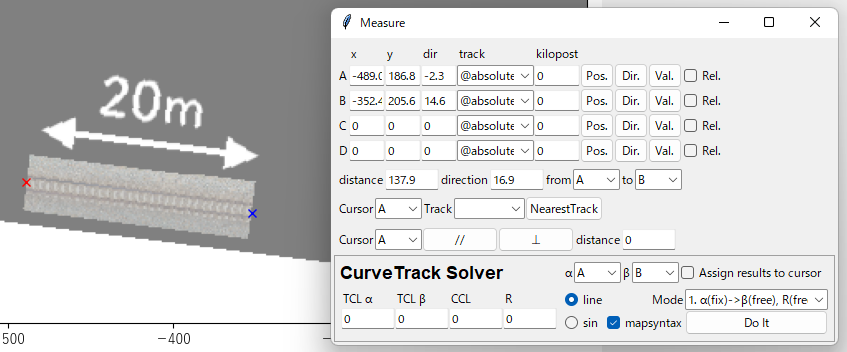 20m
500
−400
Measure
x y dir track kilopost
A -489.0 186.8 -2.3 @absolute 0 Pos. Dir. Val. Rel.
B -352.4 205.6 14.6 @absolute 0 Pos. Dir. Val. Rel.
C 0 0 0 @absolute 0 Pos. Dir. Val. Rel.
D 0 0 0 @absolute 0 Pos. Dir. Val. Rel.
distance 137.9 direction 16.9 from A to B
Cursor A Track NearestTrack
Cursor A // ⊥ distance 0
CurveTrack Solver α A β B Assign results to cursor
TCL α TCL β CCL R line Mode 1. α(fix)->β(free), R(fre
0 0 0 0 sin mapsyntax Do It